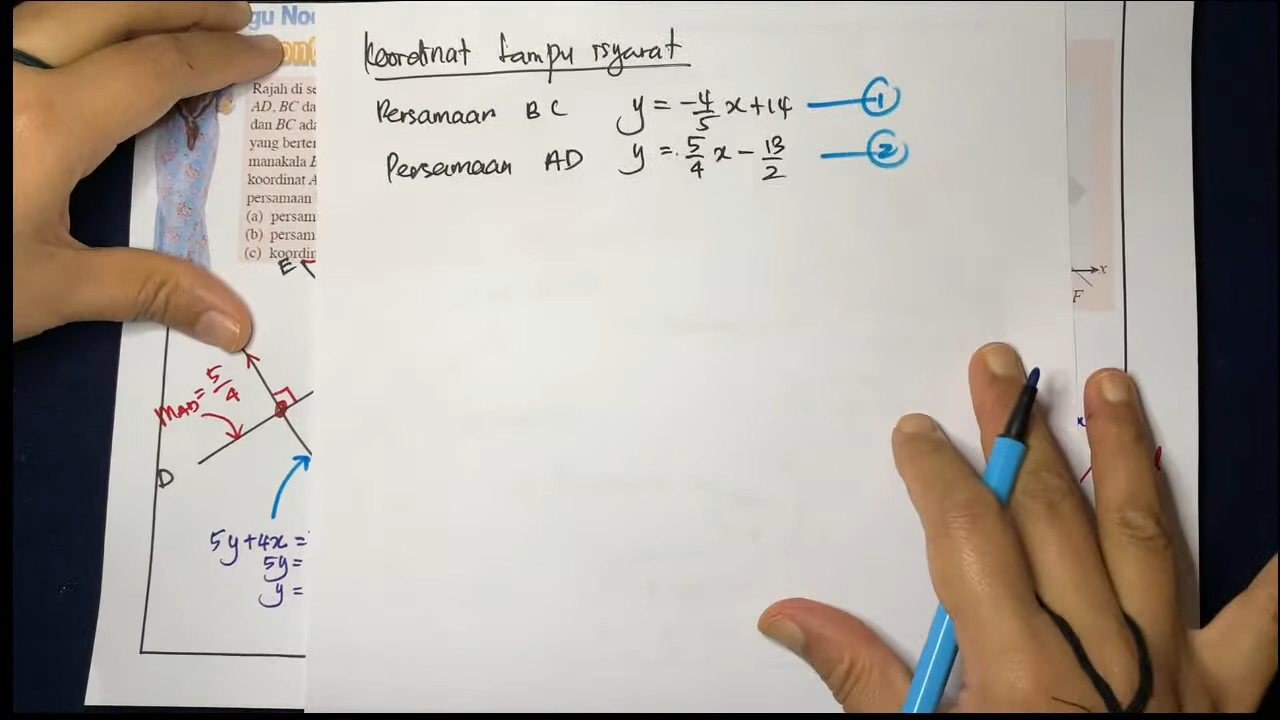 gu No
on
Rajah di se
AD, BC da
dan BC ada
yang berter
manakala B
koordinat A
persamaan
(a) persam
(b) persam
(c) koordin
Koordinat lampu isyarat
Persamaan BC y = -4/5 x + 14 ①
Persamaan AD y = 5/4 x - 13/2 ②
E
x
F
m_AD = 5/4
D
5y+4x =
5y =
y =